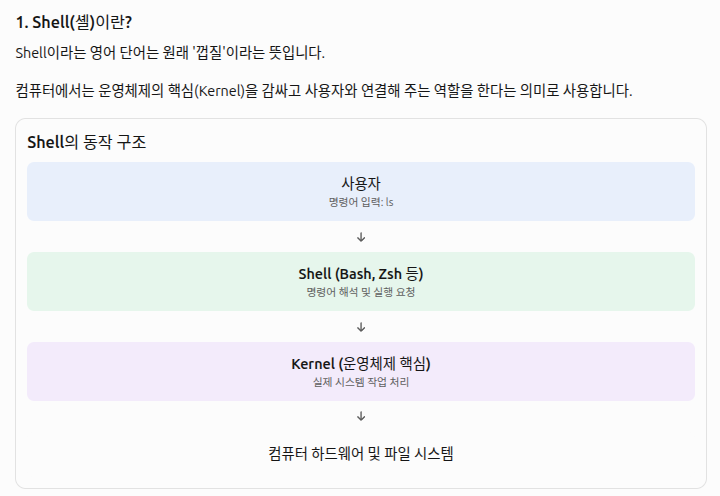 1. Shell(셸)이란?
Shell이라는 영어 단어는 원래 '껍질'이라는 뜻입니다.
컴퓨터에서는 운영체제의 핵심(Kernel)을 감싸고 사용자와 연결해 주는 역할을 한다는 의미로 사용합니다.
Shell의 동작 구조
사용자
명령어 입력: ls
↓
Shell (Bash, Zsh 등)
명령어 해석 및 실행 요청
↓
Kernel (운영체제 핵심)
실제 시스템 작업 처리
↓
컴퓨터 하드웨어 및 파일 시스템